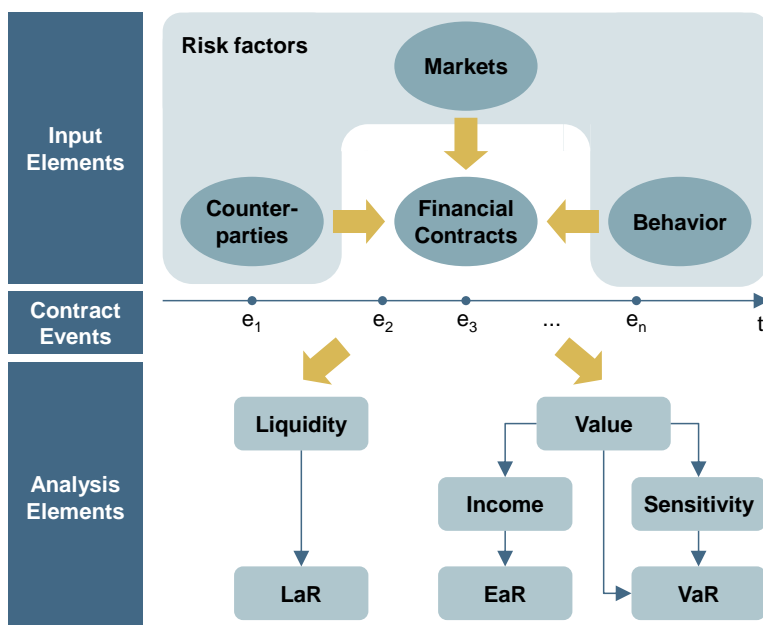 Risk factors
Markets
Input
Elements
Counter-
parties
Financial
Contracts
Behavior
Contract
Events
e1 e2 e3 ... en t
Liquidity
Value
Analysis
Elements
Income
Sensitivity
LaR
EaR
VaR